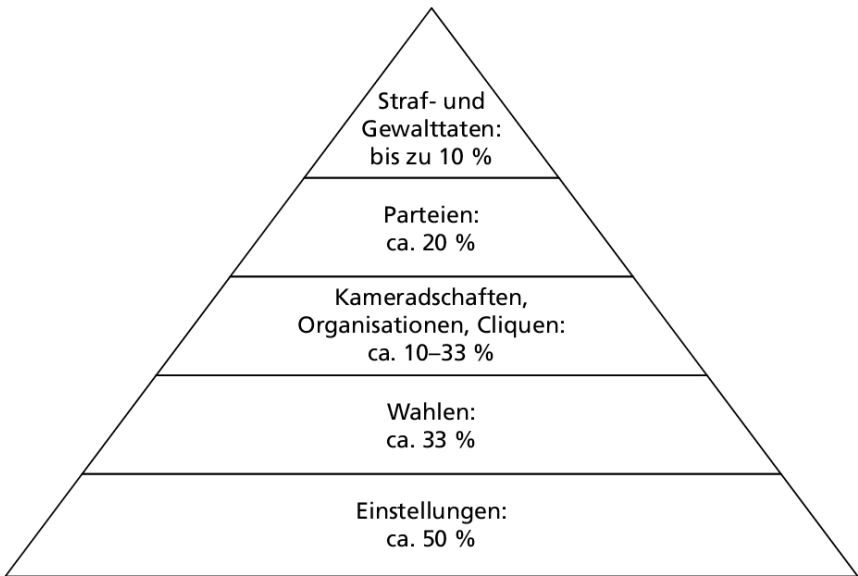 Straf- und
Gewalttaten:
bis zu 10 %
Parteien:
ca. 20 %
Kameradschaften,
Organisationen, Cliquen:
ca. 10–33 %
Wahlen:
ca. 33 %
Einstellungen:
ca. 50 %